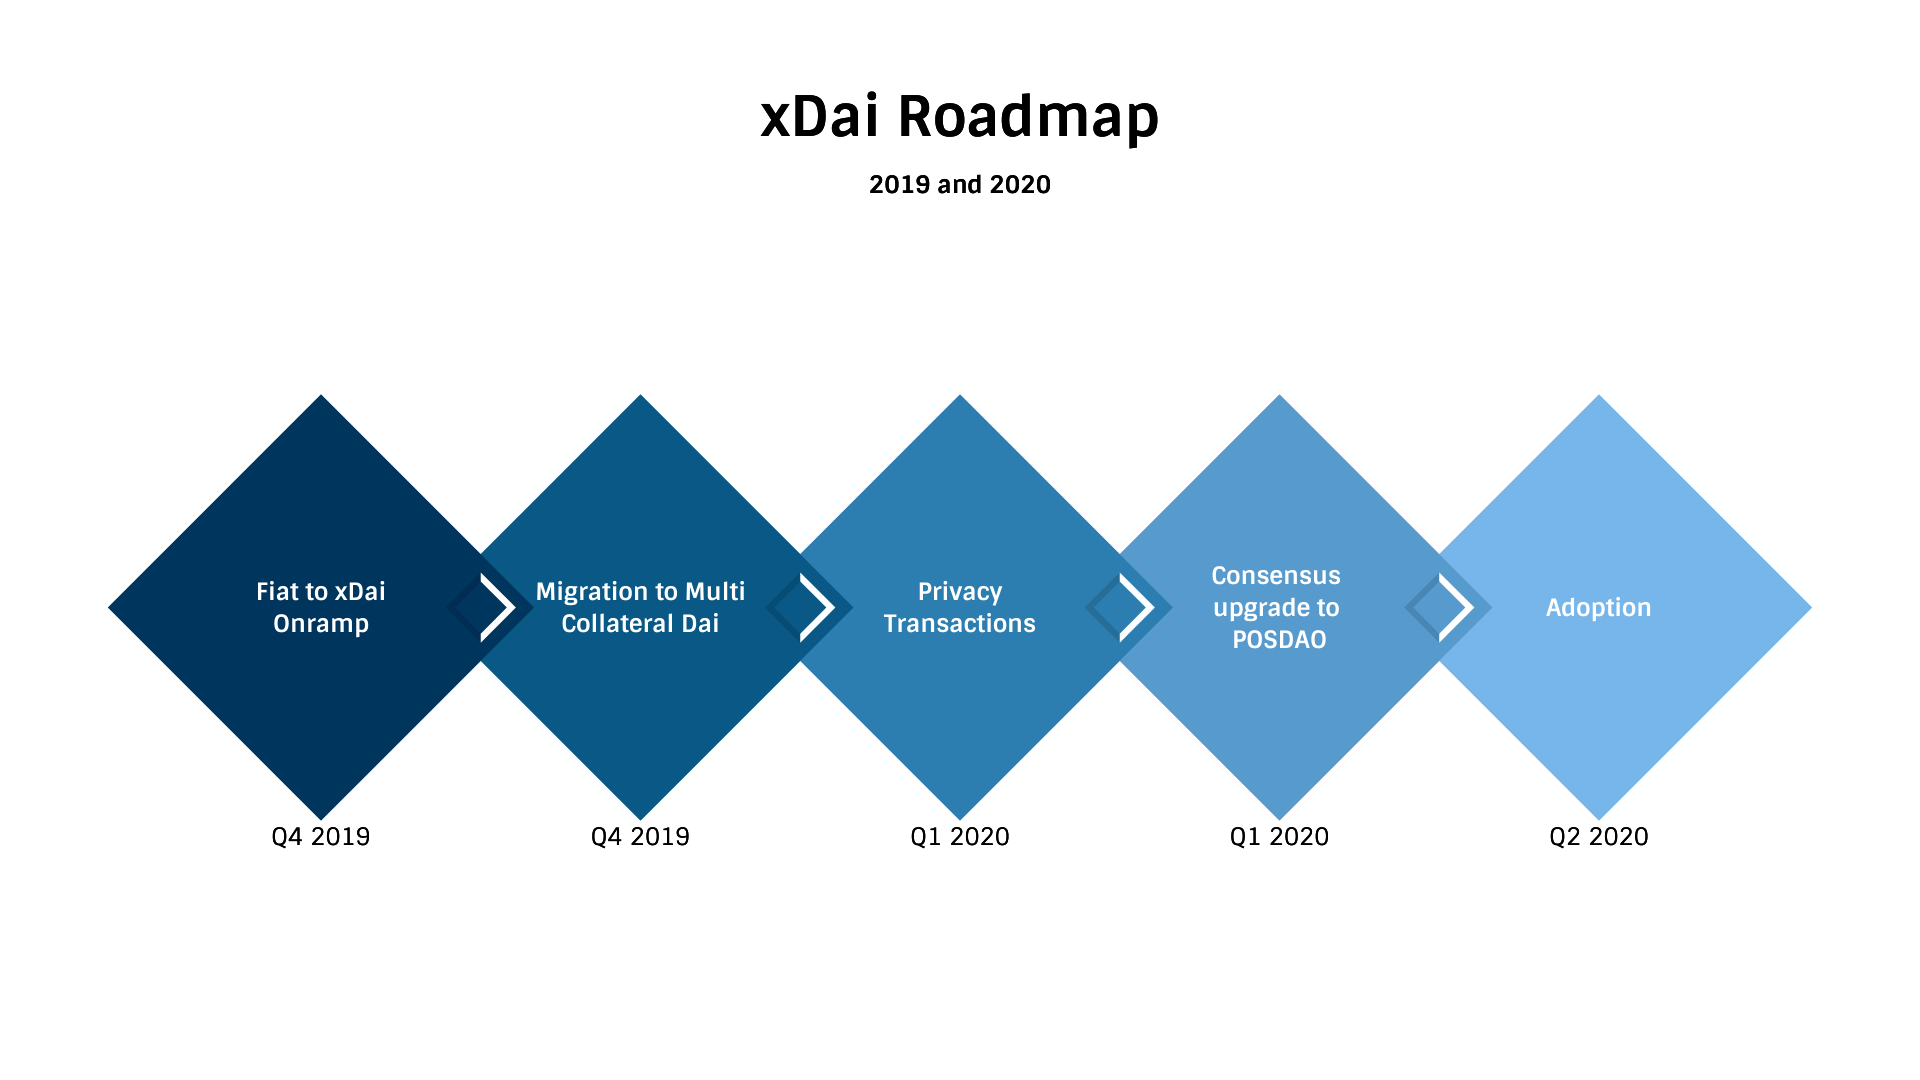 xDai Roadmap
2019 and 2020
Fiat to xDai
Onramp
Migration to Multi
Collateral Dai
Privacy
Transactions
Consensus
upgrade to
POSDAO
Adoption
Q4 2019
Q4 2019
Q1 2020
Q1 2020
Q2 2020